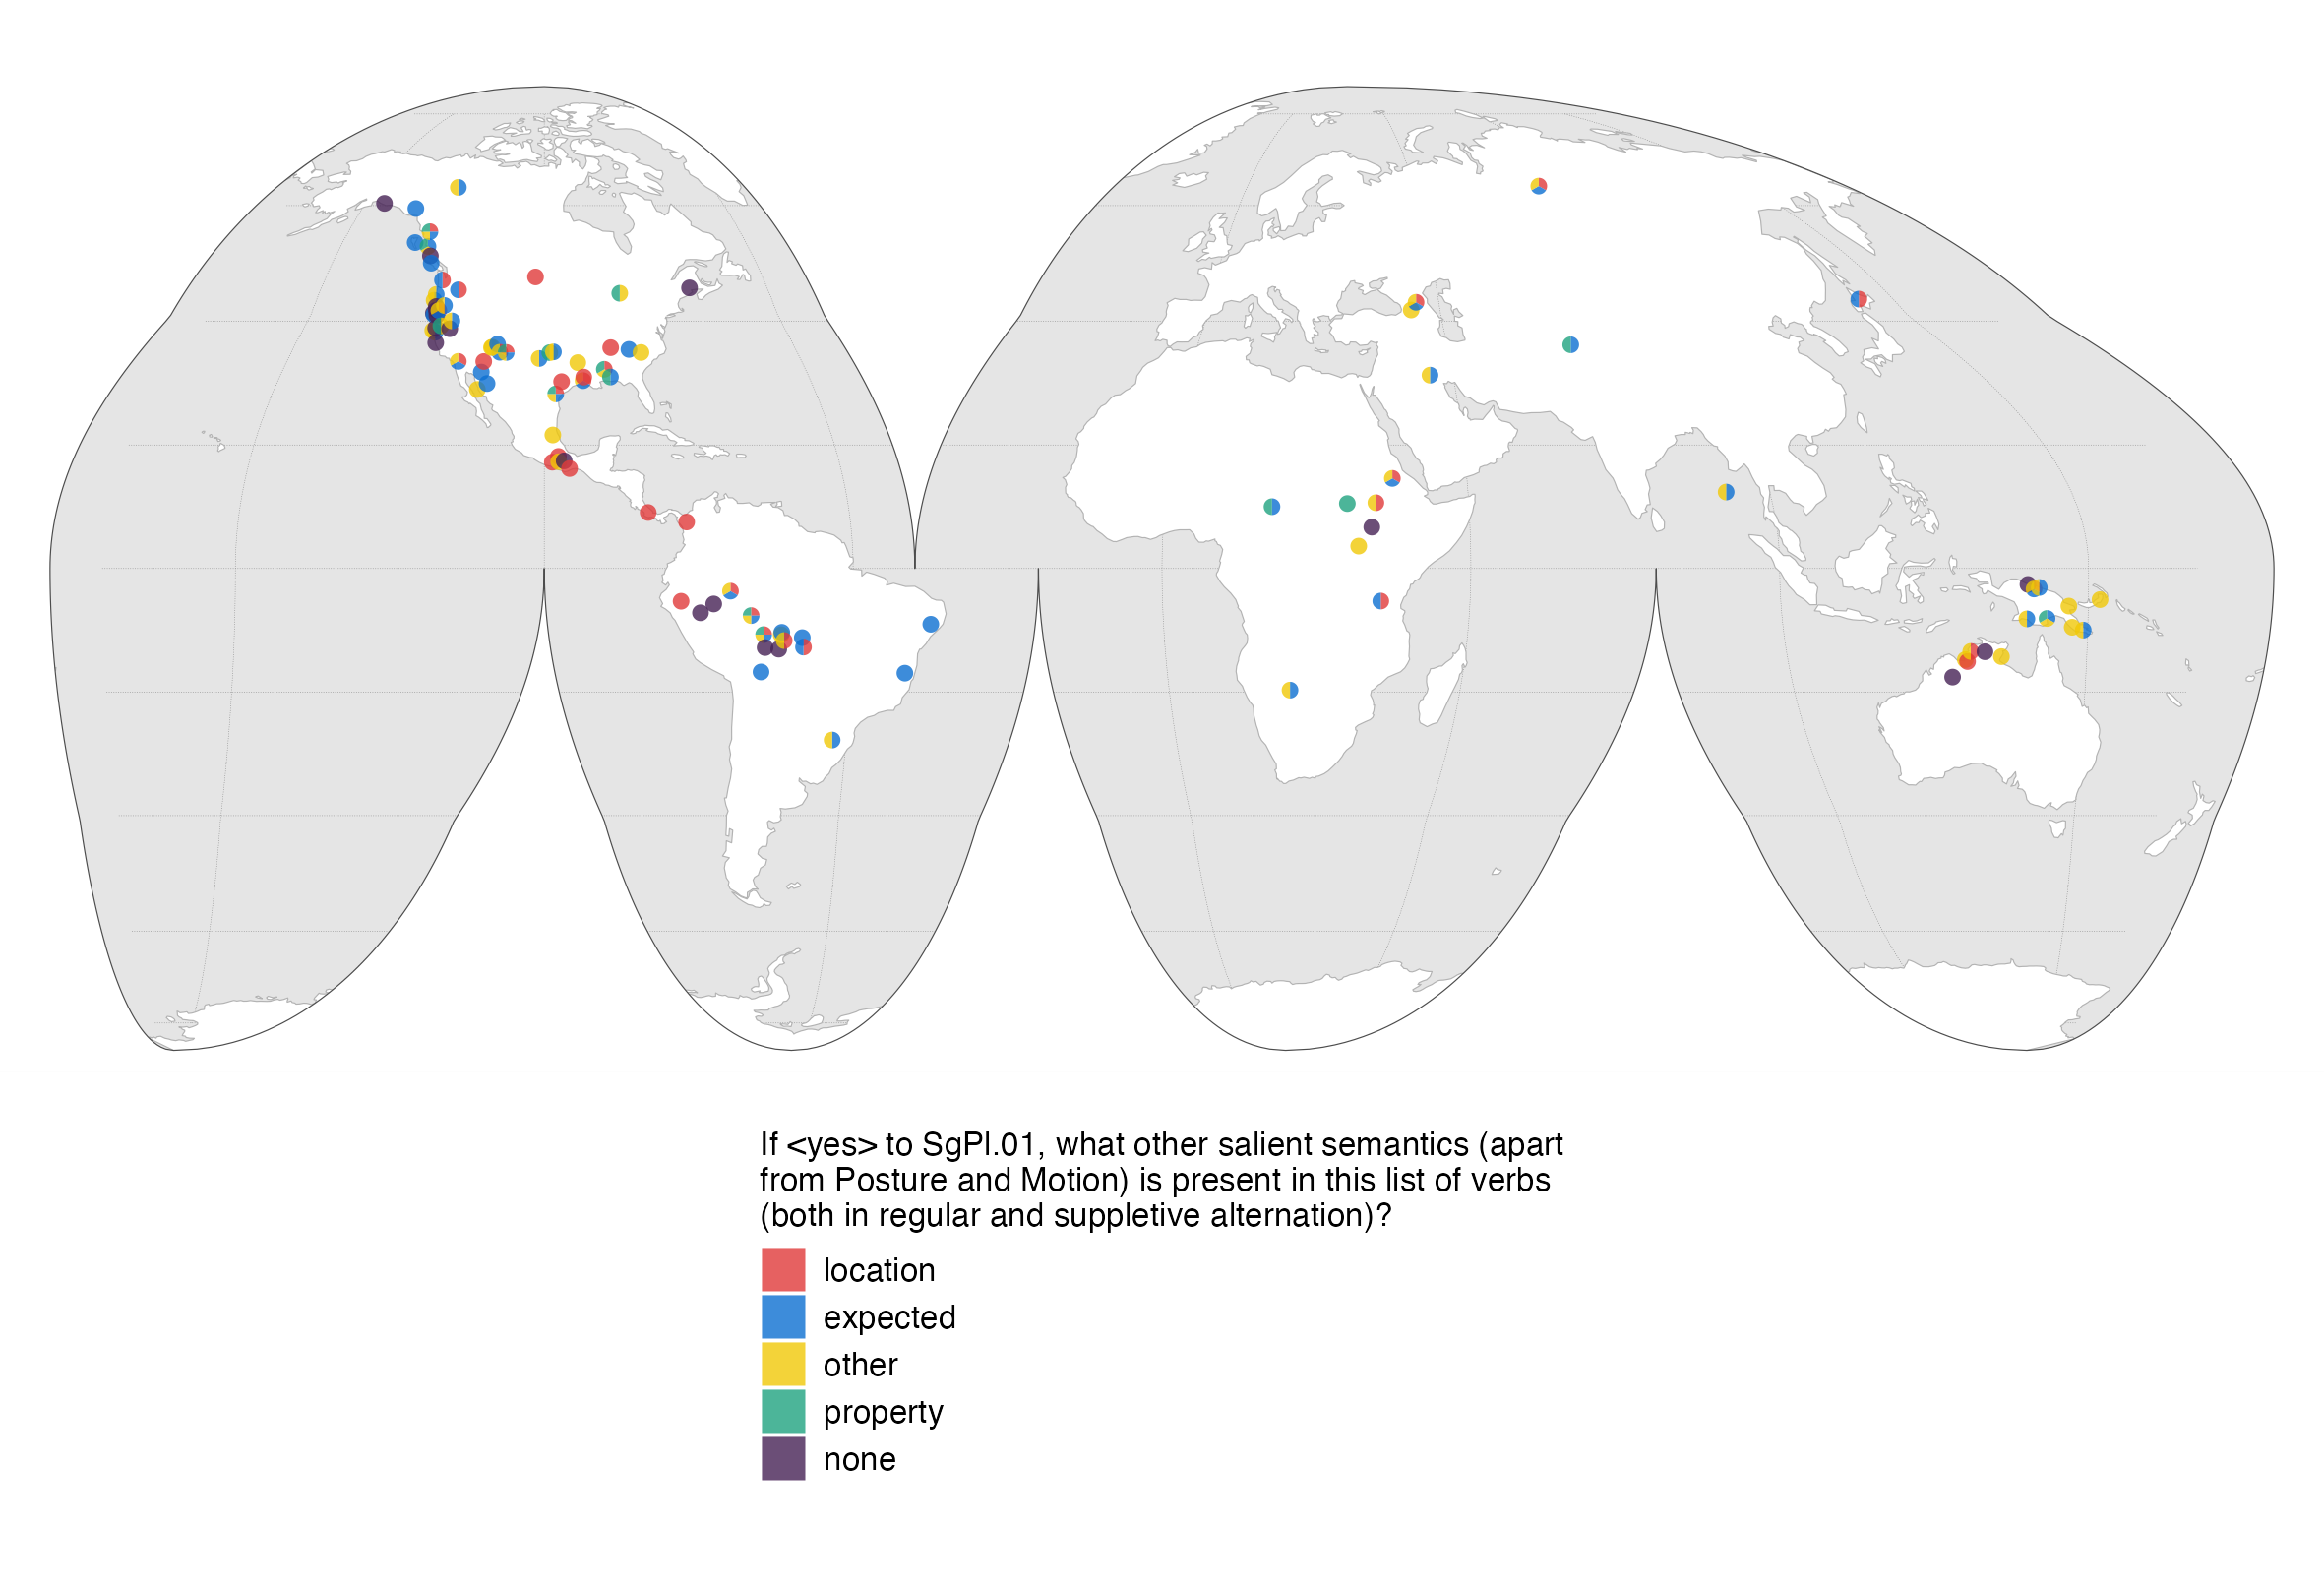 If <yes> to SgPl.01, what other salient semantics (apart
from Posture and Motion) is present in this list of verbs
(both in regular and suppletive alternation)?
location
expected
other
property
none